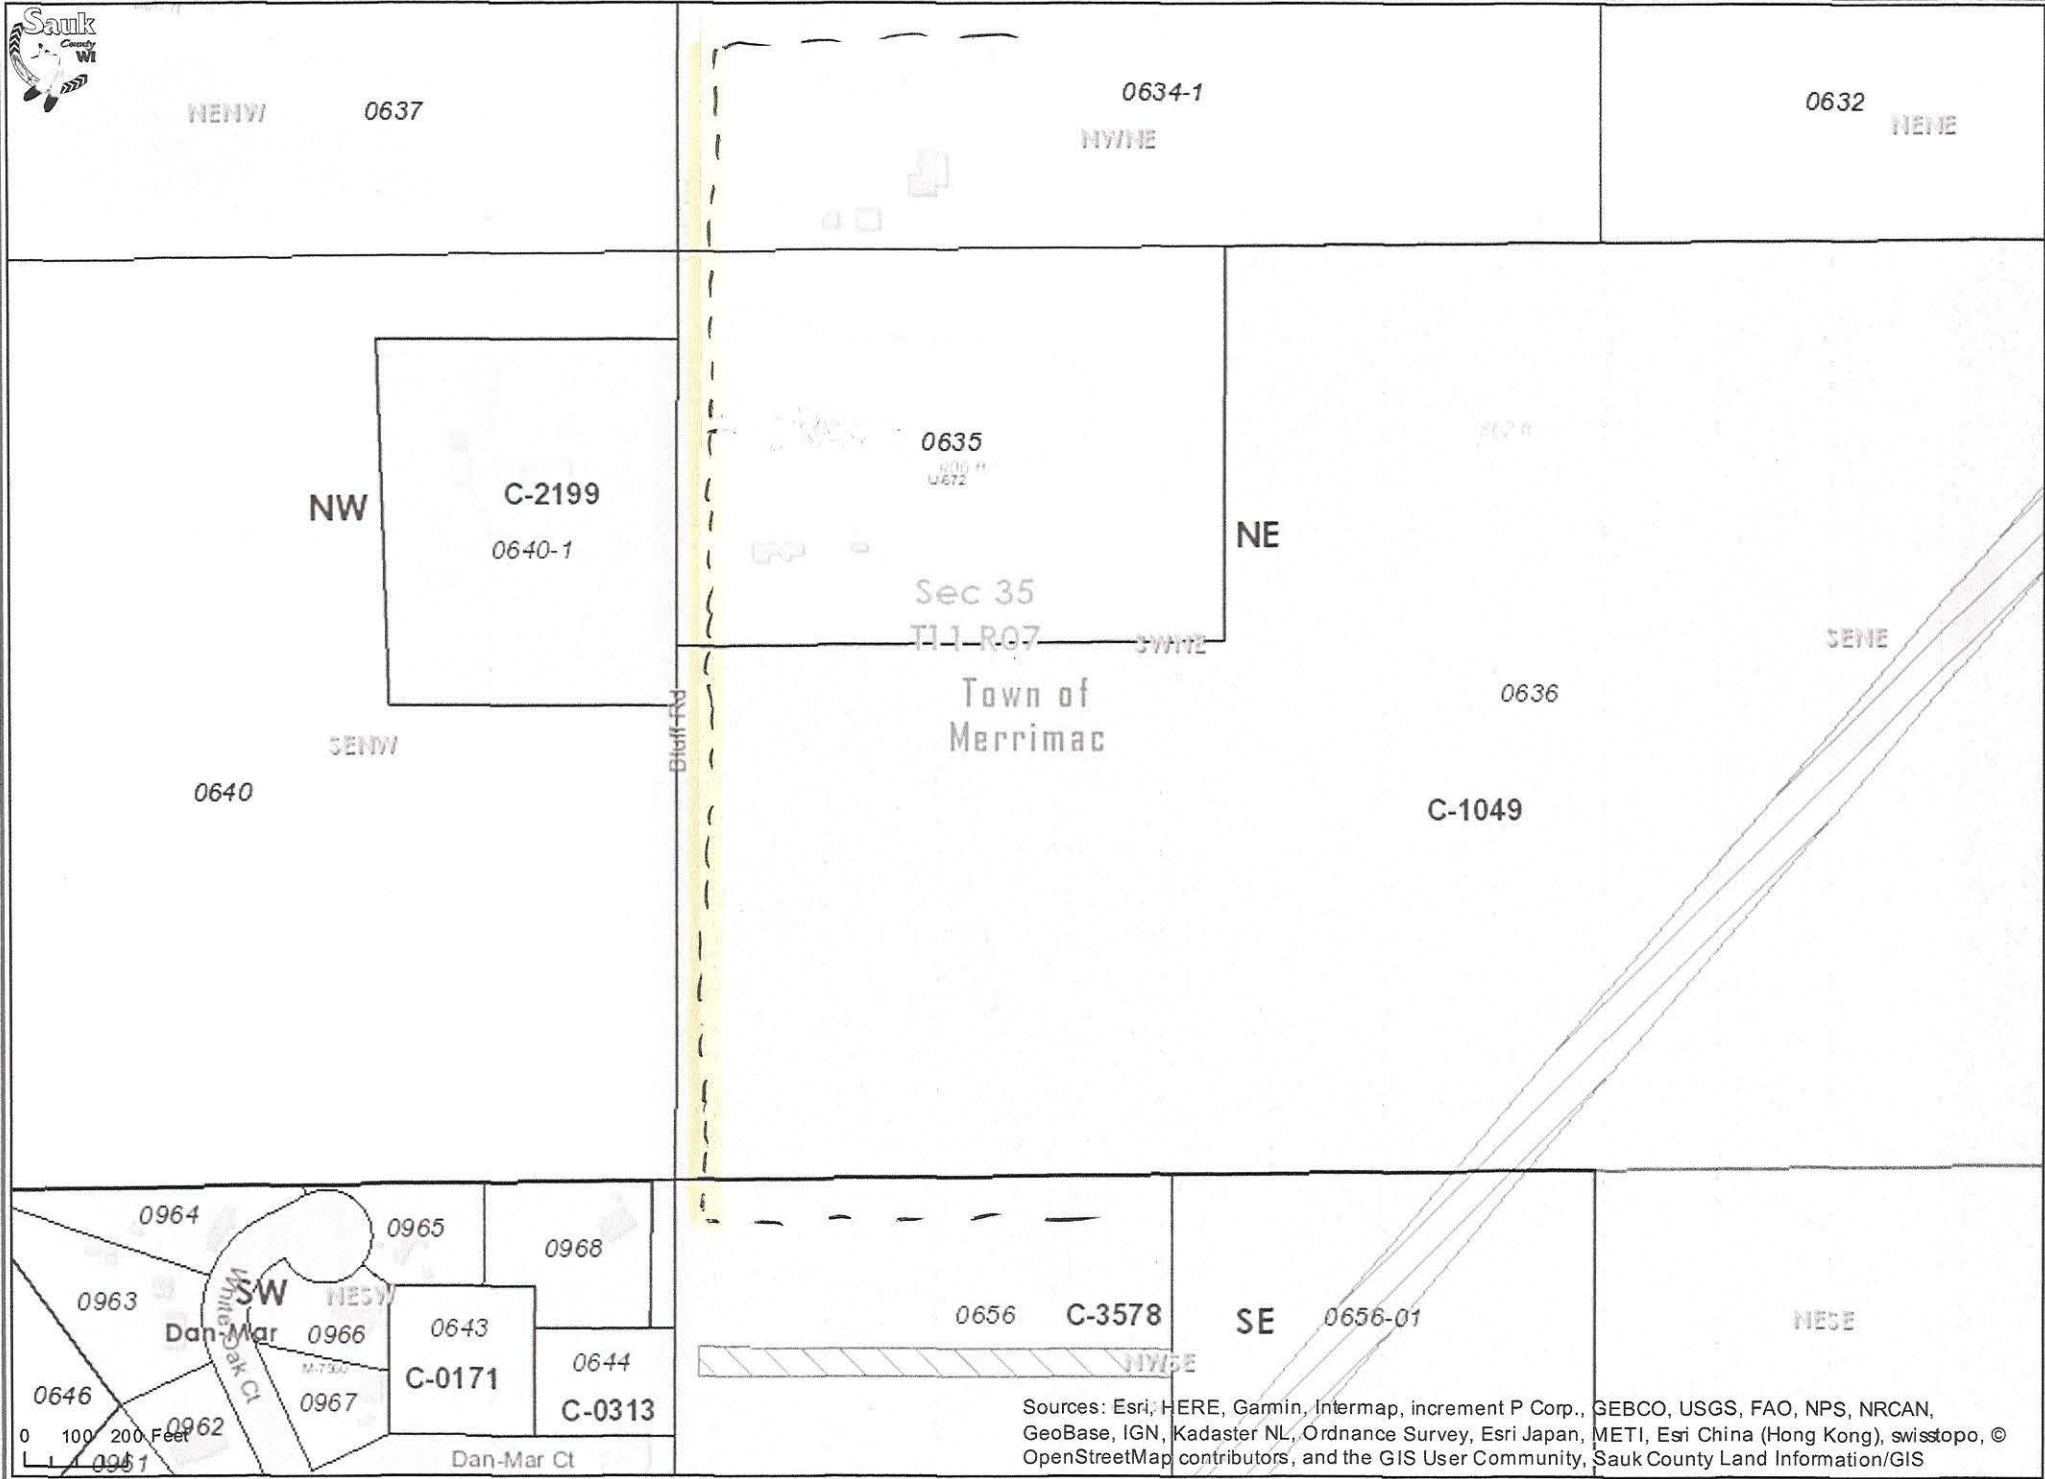 Sauk
County
WI
NENW
0637
0634-1
NWNE
0632
NENE
NW
C-2199
0640-1
0635
800 ft
U-672
862 ft
NE
Sec 35
T11 R07
SWNE
SENE
Town of
Merrimac
0636
SENW
Bluff Rd
0640
C-1049
0964
0965
0968
0963
White Oak Ct
SW
NESW
Dan-Mar
0966
0643
0967
C-0171
0644
C-0313
0646
0962
0961
0 100 200 Feet
Dan-Mar Ct
0656
C-3578
NWSE
SE
0656-01
NESE
Sources: Esri, HERE, Garmin, Intermap, increment P Corp., GEBCO, USGS, FAO, NPS, NRCAN,
GeoBase, IGN, Kadaster NL, Ordnance Survey, Esri Japan, METI, Esri China (Hong Kong), swisstopo, ©
OpenStreetMap contributors, and the GIS User Community, Sauk County Land Information/GIS